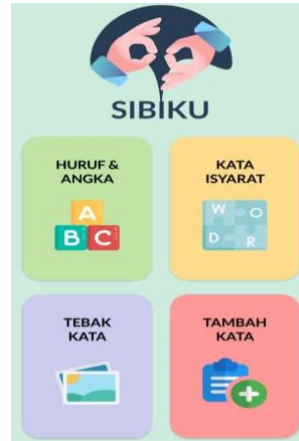 SIBIKU
HURUF &
ANGKA
A
B C
KATA
ISYARAT
W O
D R
TEBAK
KATA
TAMBAH
KATA